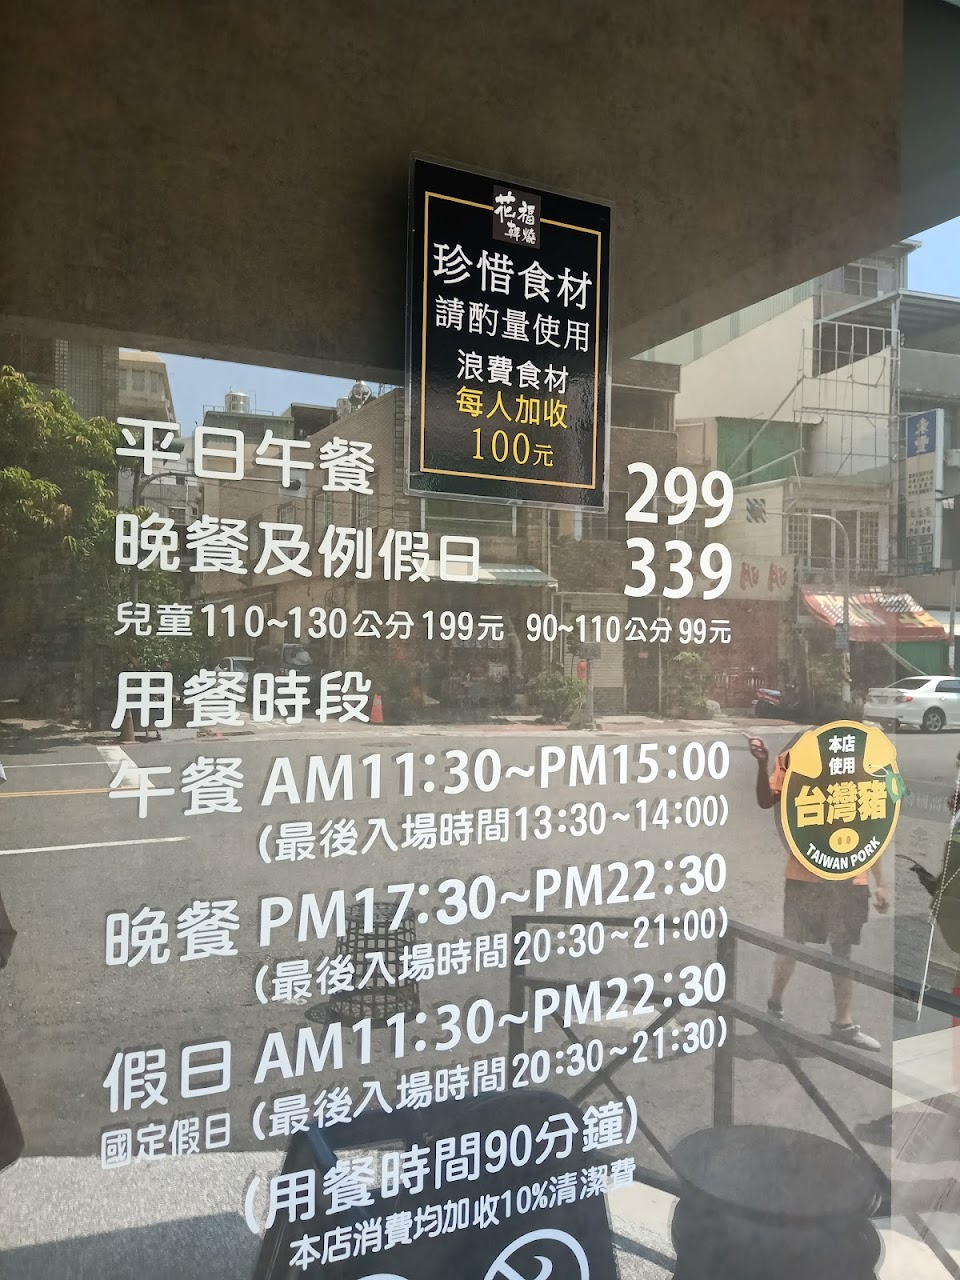 花福
韓燒
珍惜食材
請酌量使用
浪費食材
每人加收
100元
平日午餐 299
晚餐及例假日 339
兒童110~130公分199元 90~110公分99元
用餐時段
午餐 AM11:30~PM15:00
(最後入場時間13:30~14:00)
晚餐 PM17:30~PM22:30
(最後入場時間20:30~21:00)
假日 AM11:30~PM22:30
國定假日 (最後入場時間20:30~21:30)
(用餐時間90分鐘)
本店消費均加收10%清潔費
本店
使用
台灣豬
TAIWAN PORK